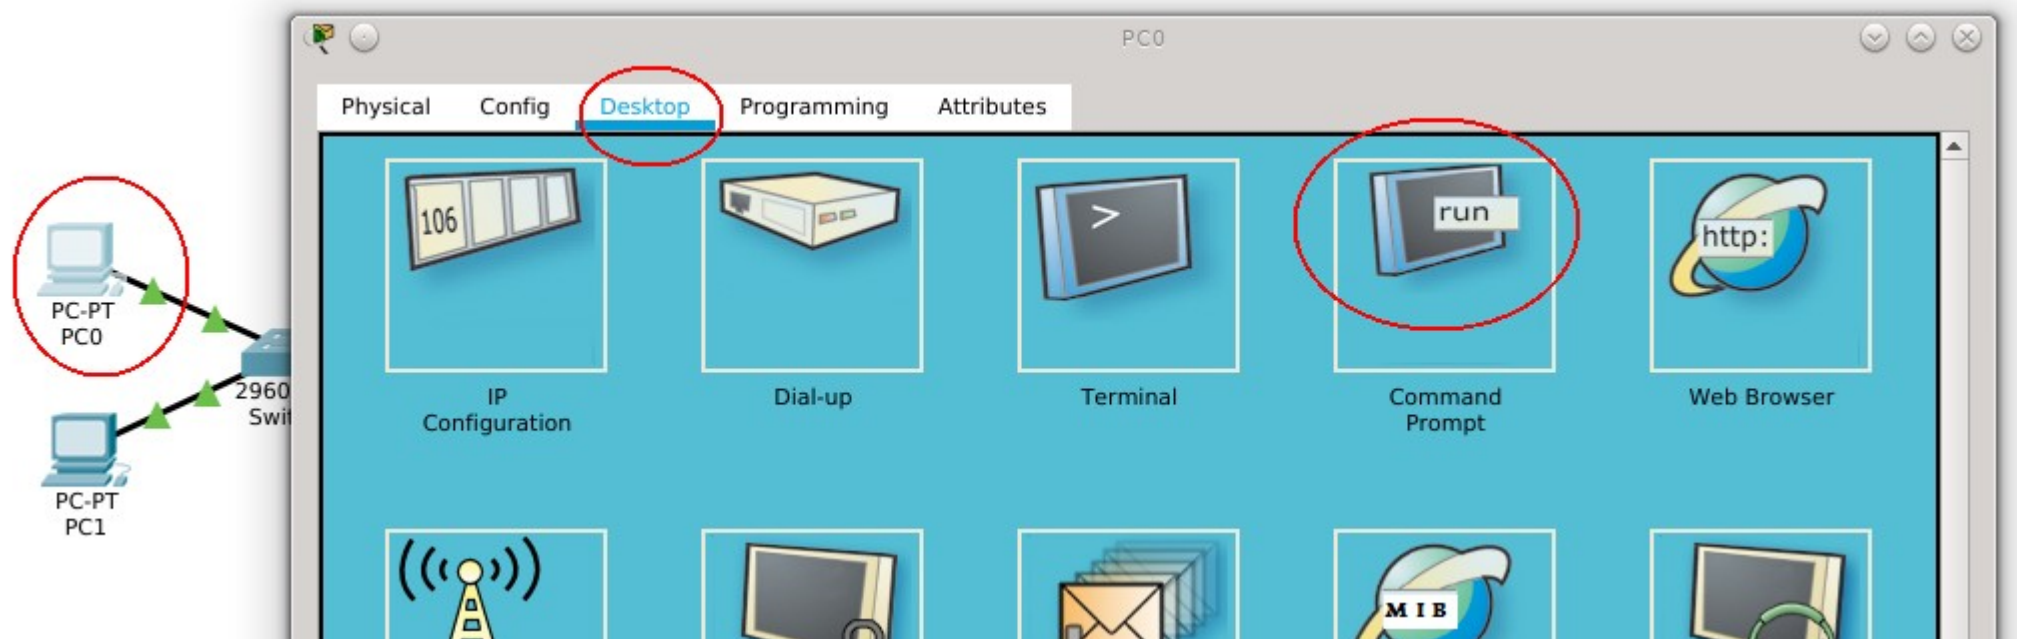 PC0
Physical Config Desktop Programming Attributes
106
>
run
http:
IP
Configuration
Dial-up
Terminal
Command
Prompt
Web Browser
MIB
PC-PT
PC0
2960
PC-PT
PC1